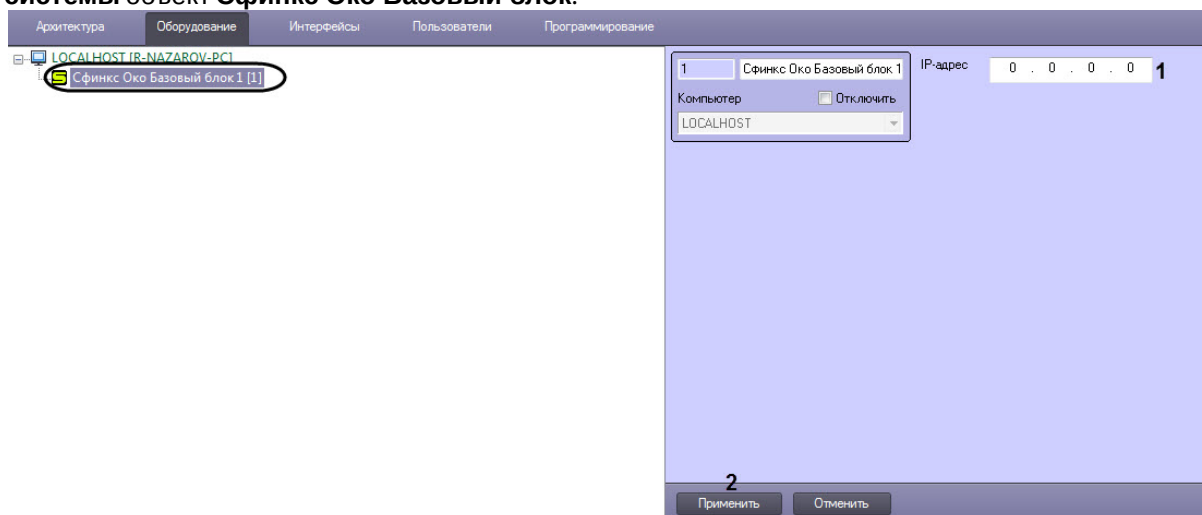 системы объект Сфинкс Око Базовый блок.
Архитектура Оборудование Интерфейсы Пользователи Программирование
LOCALHOST [R-NAZAROV-PC]
Сфинкс Око Базовый блок 1 [1]
1 Сфинкс Око Базовый блок 1 IP-адрес 0 . 0 . 0 . 0 1
Компьютер Отключить
LOCALHOST
2
Применить Отменить